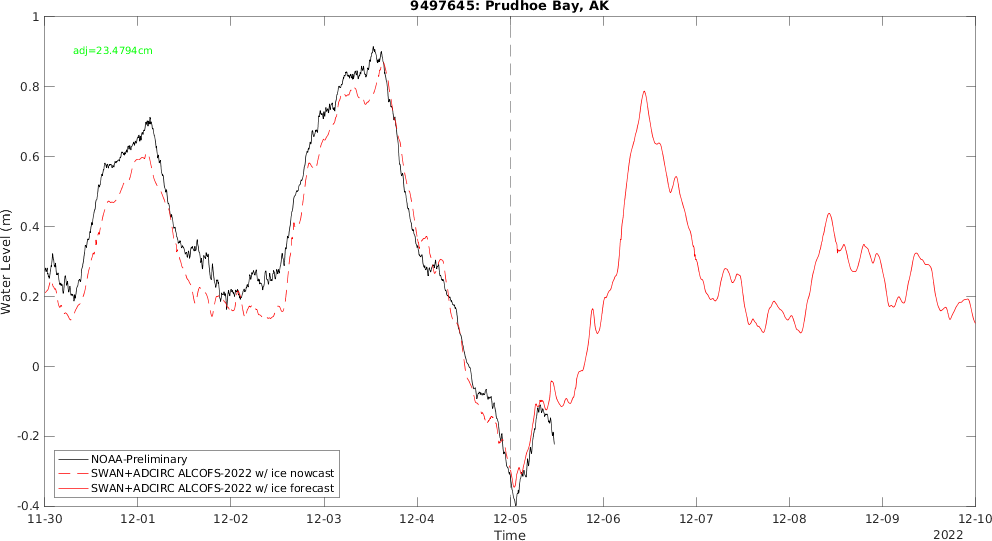 9497645: Prudhoe Bay, AK
1
adj=23.4794cm
0.8
0.6
0.4
0.2
0
-0.2
-0.4
Water Level (m)
NOAA-Preliminary
SWAN+ADCIRC ALCOFS-2022 w/ ice nowcast
SWAN+ADCIRC ALCOFS-2022 w/ ice forecast
11-30 12-01 12-02 12-03 12-04 12-05 12-06 12-07 12-08 12-09 12-10
Time
2022